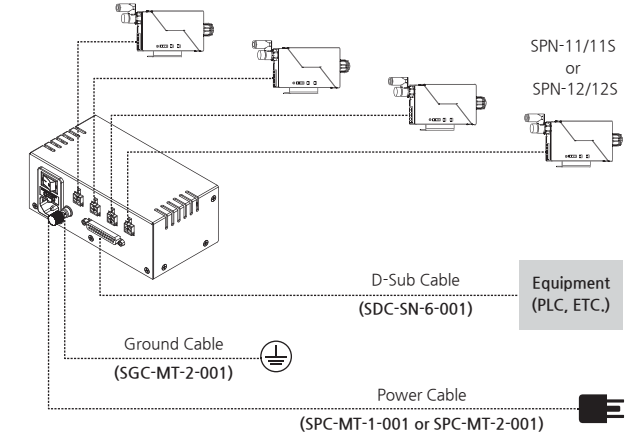 SPN-11/11S
or
SPN-12/12S
D-Sub Cable
(SDC-SN-6-001)
Equipment
(PLC, ETC.)
Ground Cable
(SGC-MT-2-001)
Power Cable
(SPC-MT-1-001 or SPC-MT-2-001)